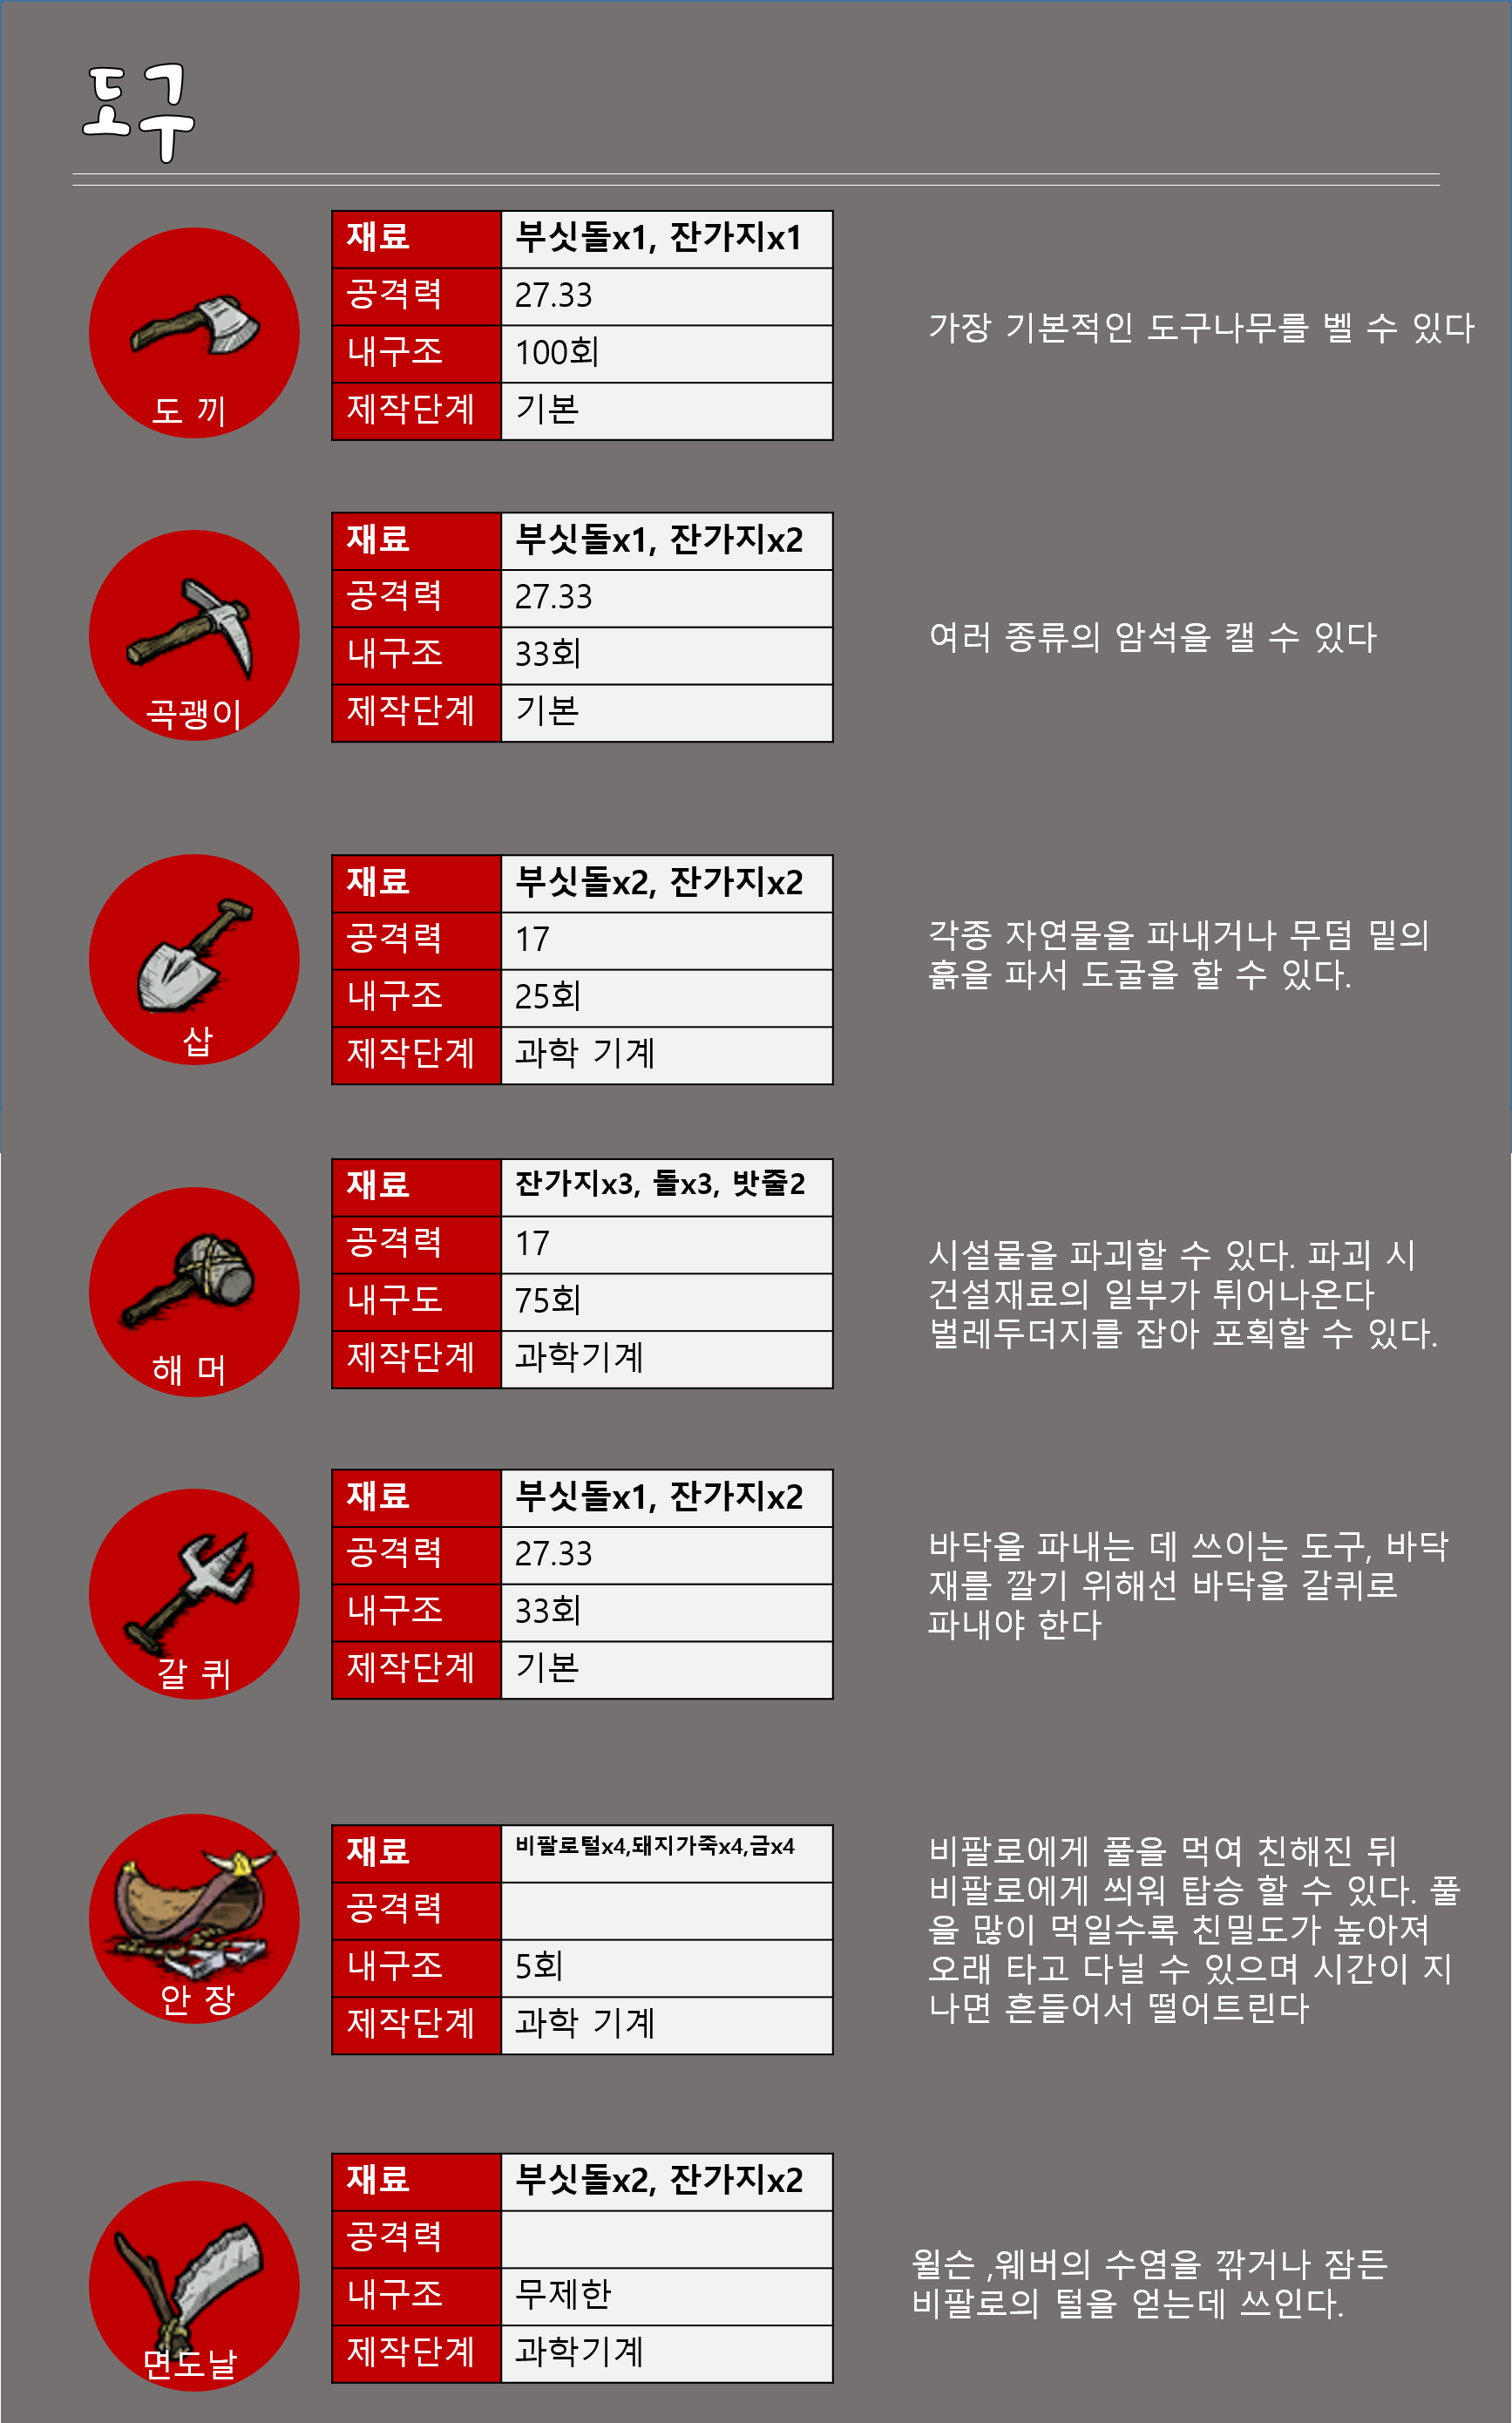 도구
재료 부싯돌x1, 잔가지x1
공격력 27.33
내구조 100회
제작단계 기본
도 끼
가장 기본적인 도구나무를 벨 수 있다
재료 부싯돌x1, 잔가지x2
공격력 27.33
내구조 33회
제작단계 기본
곡괭이
여러 종류의 암석을 캘 수 있다
재료 부싯돌x2, 잔가지x2
공격력 17
내구조 25회
제작단계 과학 기계
삽
각종 자연물을 파내거나 무덤 밑의
흙을 파서 도굴을 할 수 있다.
재료 잔가지x3, 돌x3, 밧줄2
공격력 17
내구도 75회
제작단계 과학기계
해 머
시설물을 파괴할 수 있다. 파괴 시
건설재료의 일부가 튀어나온다
벌레두더지를 잡아 포획할 수 있다.
재료 부싯돌x1, 잔가지x2
공격력 27.33
내구조 33회
제작단계 기본
갈 퀴
바닥을 파내는 데 쓰이는 도구, 바닥
재를 깔기 위해선 바닥을 갈퀴로
파내야 한다
재료 비팔로털x4,돼지가죽x4,금x4
공격력
내구조 5회
제작단계 과학 기계
안 장
비팔로에게 풀을 먹여 친해진 뒤
비팔로에게 씌워 탑승 할 수 있다. 풀
을 많이 먹일수록 친밀도가 높아져
오래 타고 다닐 수 있으며 시간이 지
나면 흔들어서 떨어트린다
재료 부싯돌x2, 잔가지x2
공격력
내구조 무제한
제작단계 과학기계
면도날
윌슨 ,웨버의 수염을 깎거나 잠든
비팔로의 털을 얻는데 쓰인다.